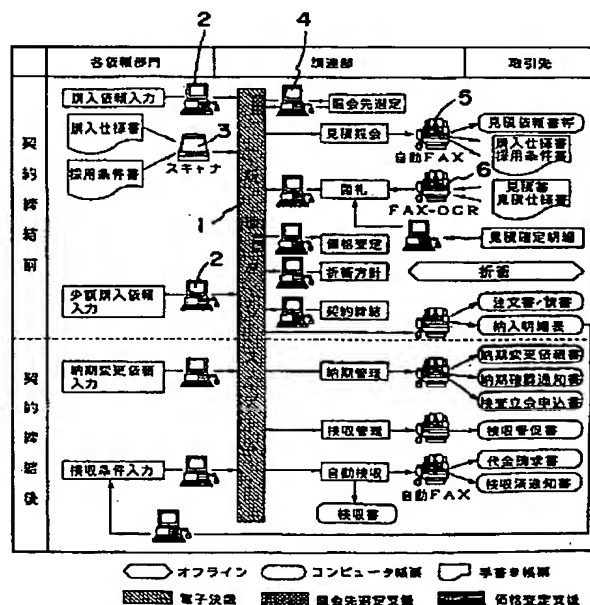 2
4
各依頼部門
調達部
取引先
契約締結前
購入依頼入力
照会先選定
5
購入仕様書
3
見積照会
見積依頼書等
採用条件書
スキャナ
自動FAX
購入仕様書
採用条件書
6
1
開札
見積書
見積仕様書
FAX-OCR
価格査定
見積確定明細
2
折衝方針
折衝
少額購入依頼
入力
契約締結
注文書/請書
納入明細表
契約締結後
納期変更依頼
入力
納期管理
納期変更依頼書
納期確認通知書
検査立会申込書
検収管理
検収督促書
検収条件入力
自動検収
代金請求書
自動FAX
検収済通知書
検収書
オフライン
コンピュータ帳票
手書き帳票
電子決裁
照会先選定支援
価格査定支援